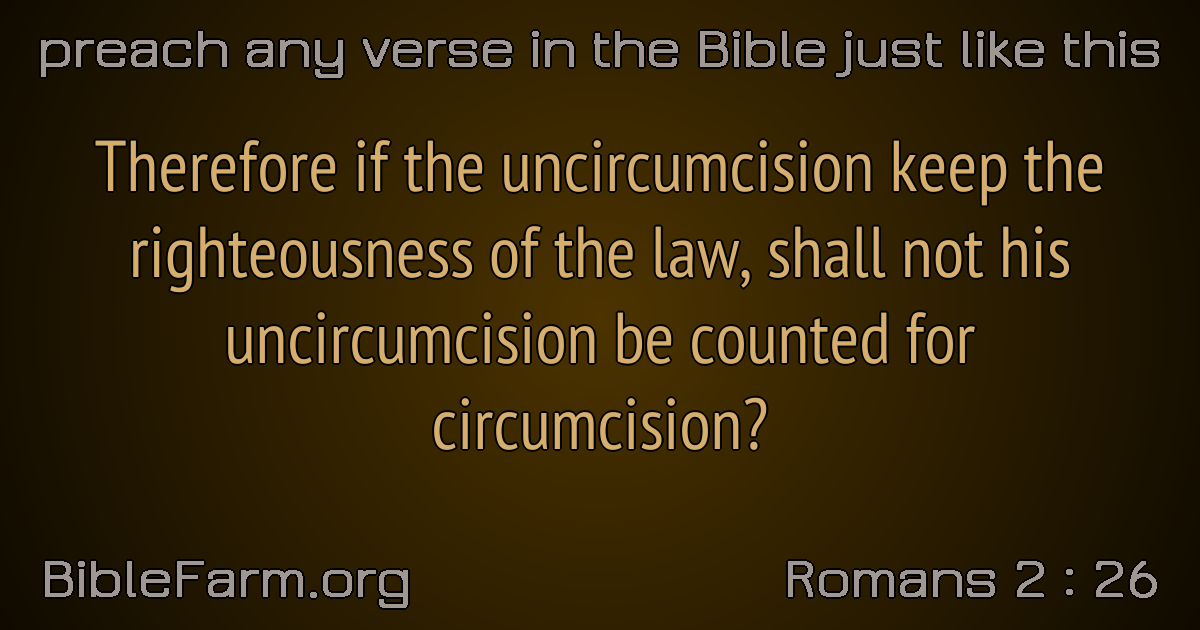 preach any verse in the Bible just like this
Therefore if the uncircumcision keep the
righteousness of the law, shall not his
uncircumcision be counted for
circumcision?
BibleFarm.org
Romans 2 : 26